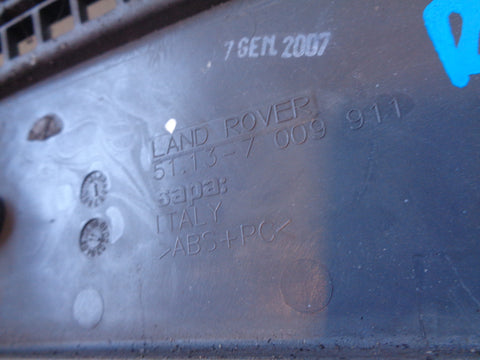 7 GEN. 2007
LAND ROVER
51.13-7 009 911
sapa:
ITALY
>ABS+PC<